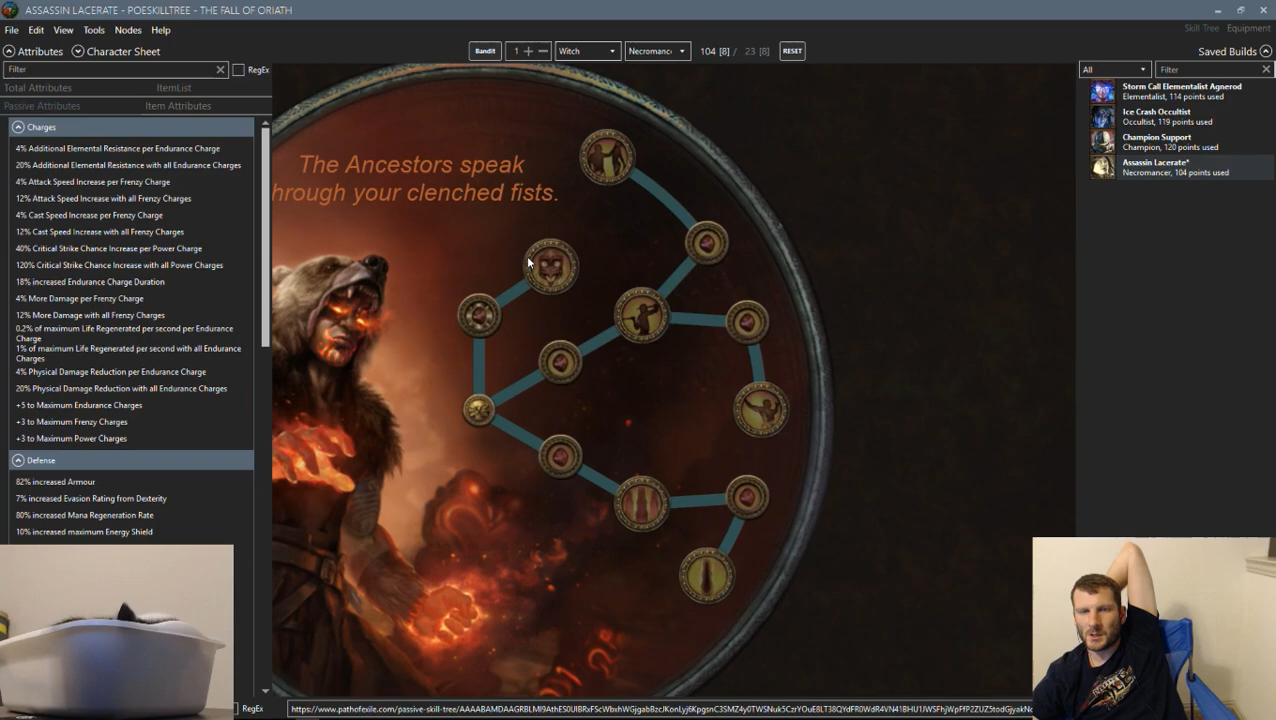 ASSASSIN LACERATE - POESKILLTREE - THE FALL OF ORIATH
File Edit View Tools Nodes Help
Skill Tree Equipment
Attributes Character Sheet
Bandit 1 Witch Necromanc 104 [8] / 23 [8] RESET
Saved Builds
Filter RegEx
All Filter
Total Attributes ItemList
Passive Attributes Item Attributes
Charges
4% Additional Elemental Resistance per Endurance Charge
20% Additional Elemental Resistance with all Endurance Charges
4% Attack Speed Increase per Frenzy Charge
12% Attack Speed Increase with all Frenzy Charges
4% Cast Speed Increase per Frenzy Charge
12% Cast Speed Increase with all Frenzy Charges
40% Critical Strike Chance Increase per Power Charge
120% Critical Strike Chance Increase with all Power Charges
18% increased Endurance Charge Duration
4% More Damage per Frenzy Charge
12% More Damage with all Frenzy Charges
0.2% of maximum Life Regenerated per second per Endurance
Charge
1% of maximum Life Regenerated per second with all Endurance
Charges
4% Physical Damage Reduction per Endurance Charge
20% Physical Damage Reduction with all Endurance Charges
+5 to Maximum Endurance Charges
+3 to Maximum Frenzy Charges
+3 to Maximum Power Charges
Defense
82% increased Armour
7% increased Evasion Rating from Dexterity
80% increased Mana Regeneration Rate
10% increased maximum Energy Shield
The Ancestors speak
hrough your clenched fists.
Storm Call Elementalist Agnerod
Elementalist, 114 points used
Ice Crash Occultist
Occultist, 119 points used
Champion Support
Champion, 120 points used
Assassin Lacerate*
Necromancer, 104 points used
RegEx